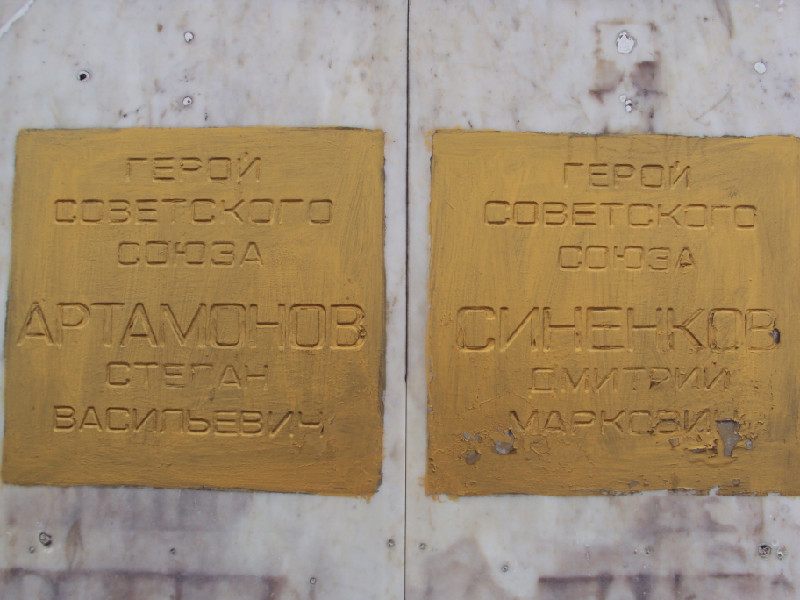 ГЕРОЙ
СОВЕТСКОГО
СОЮЗА
АРТАМОНОВ
СТЕПАН
ВАСИЛЬЕВИЧ
ГЕРОЙ
СОВЕТСКОГО
СОЮЗА
СИНЕНКОВ
ДМИТРИЙ
МАРКОВИЧ